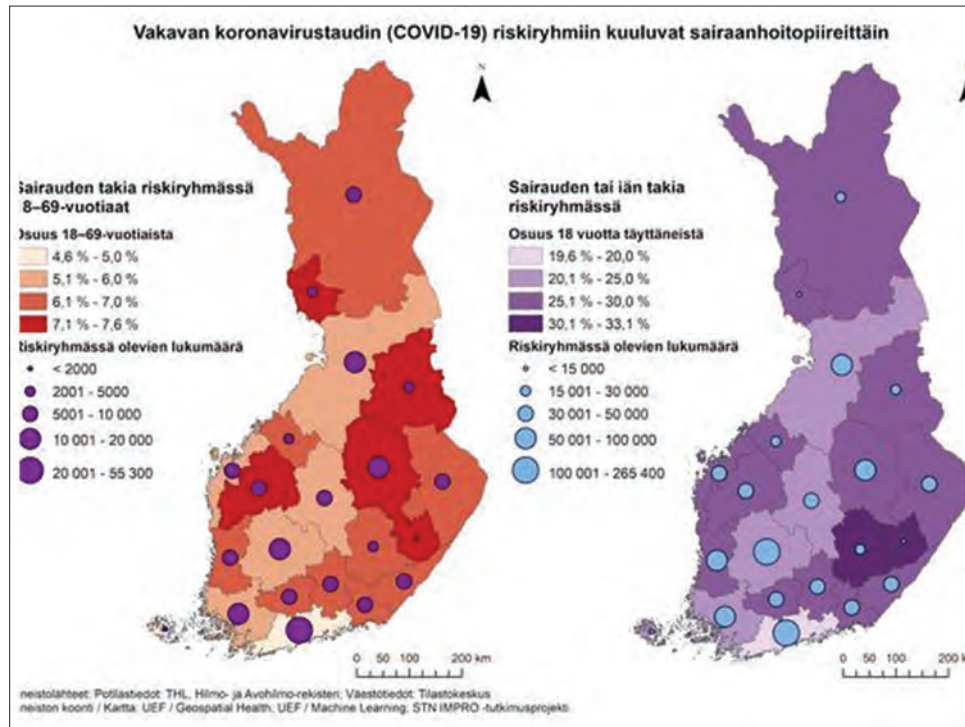 Vakavan koronavirustaudin (COVID-19) riskiryhmiin kuuluvat sairaanhoitopiireittäin
N
airauden takia riskiryhmässä
8–69-vuotiaat
Osuus 18–69-vuotiaista
4,6 % - 5,0 %
5,1 % - 6,0 %
6,1 % - 7,0 %
7,1 % - 7,6 %
Riskiryhmässä olevien lukumäärä
< 2000
2001 - 5000
5001 - 10 000
10 001 - 20 000
20 001 - 55 300
0 50 100 200 km
N
Sairauden tai iän takia
riskiryhmässä
Osuus 18 vuotta täyttäneistä
19,6 % - 20,0 %
20,1 % - 25,0 %
25,1 % - 30,0 %
30,1 % - 33,1 %
Riskiryhmässä olevien lukumäärä
< 15 000
15 001 - 30 000
30 001 - 50 000
50 001 - 100 000
100 001 - 265 400
0 50 100 200 km
neistolähteet: Potilastiedot: THL, Hilmo- ja Avohilmo-rekisteri; Väestötiedot: Tilastokeskus
neiston koonti / Kartta: UEF / Geospatial Health; UEF / Machine Learning; STN IMPRO -tutkimusprojekti